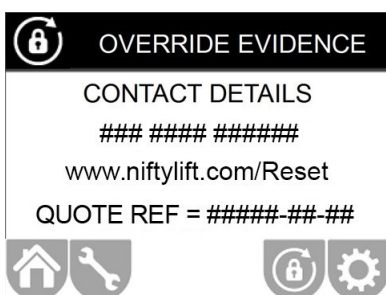 OVERRIDE EVIDENCE
CONTACT DETAILS
### #### ######
www.niftylift.com/Reset
QUOTE REF = #####-##-##